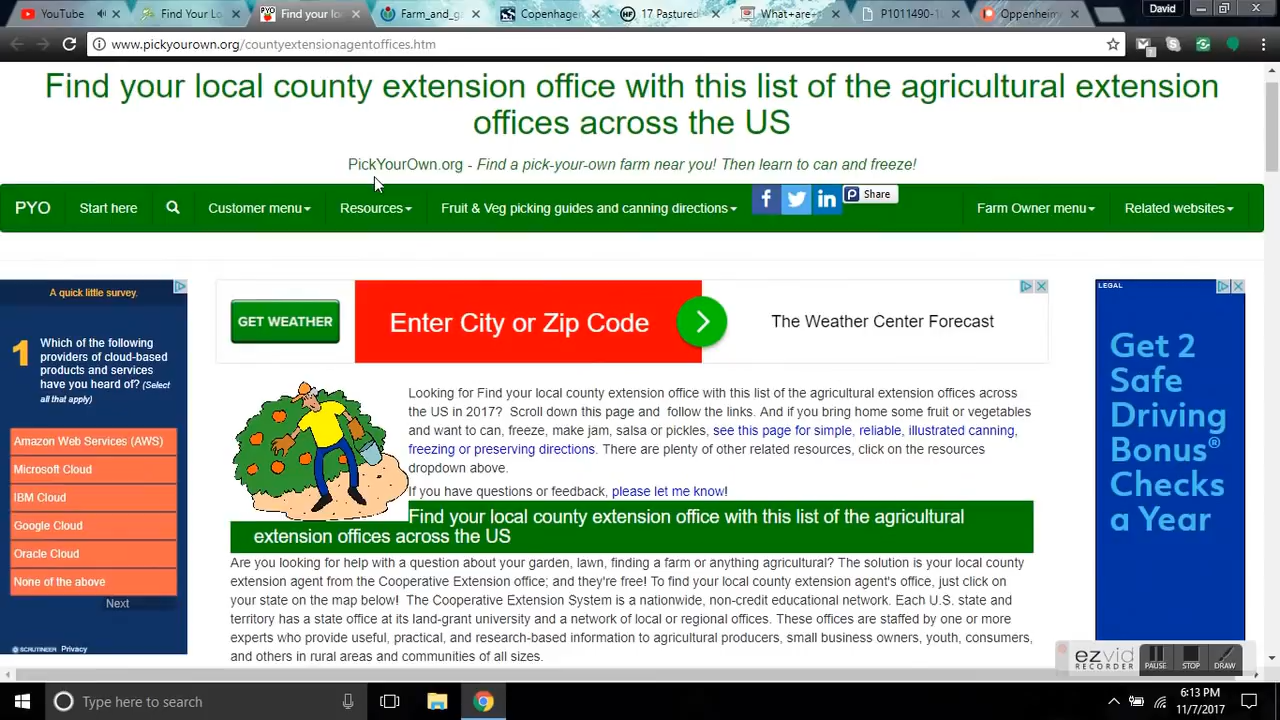 YouTube
Find Your Lo
Find your lo
Farm_and_g
Copenhager
17 Pastured
What+are+
P1011490-
Oppenheim
David
www.pickyourown.org/countyextensionagentoffices.htm
Find your local county extension office with this list of the agricultural extension
offices across the US
PickYourOwn.org - Find a pick-your-own farm near you! Then learn to can and freeze!
PYO Start here Customer menu Resources Fruit & Veg picking guides and canning directions Share Farm Owner menu Related websites
A quick little survey.
1 Which of the following
providers of cloud-based
products and services
have you heard of? (Select
all that apply)
Amazon Web Services (AWS)
Microsoft Cloud
IBM Cloud
Google Cloud
Oracle Cloud
None of the above
Next
SCRUTINEER Privacy
GET WEATHER
Enter City or Zip Code
The Weather Center Forecast
LEGAL
Get 2
Safe
Driving
Bonus®
Checks
a Year
Looking for Find your local county extension office with this list of the agricultural extension offices across
the US in 2017? Scroll down this page and follow the links. And if you bring home some fruit or vegetables
and want to can, freeze, make jam, salsa or pickles, see this page for simple, reliable, illustrated canning,
freezing or preserving directions. There are plenty of other related resources, click on the resources
dropdown above.
If you have questions or feedback, please let me know!
Find your local county extension office with this list of the agricultural
extension offices across the US
Are you looking for help with a question about your garden, lawn, finding a farm or anything agricultural? The solution is your local county
extension agent from the Cooperative Extension office; and they're free! To find your local county extension agent's office, just click on
your state on the map below! The Cooperative Extension System is a nationwide, non-credit educational network. Each U.S. state and
territory has a state office at its land-grant university and a network of local or regional offices. These offices are staffed by one or more
experts who provide useful, practical, and research-based information to agricultural producers, small business owners, youth, consumers,
and others in rural areas and communities of all sizes.
ezvid
RECORDER
PAUSE
STOP
DRAW
Type here to search
6:13 PM
11/7/2017